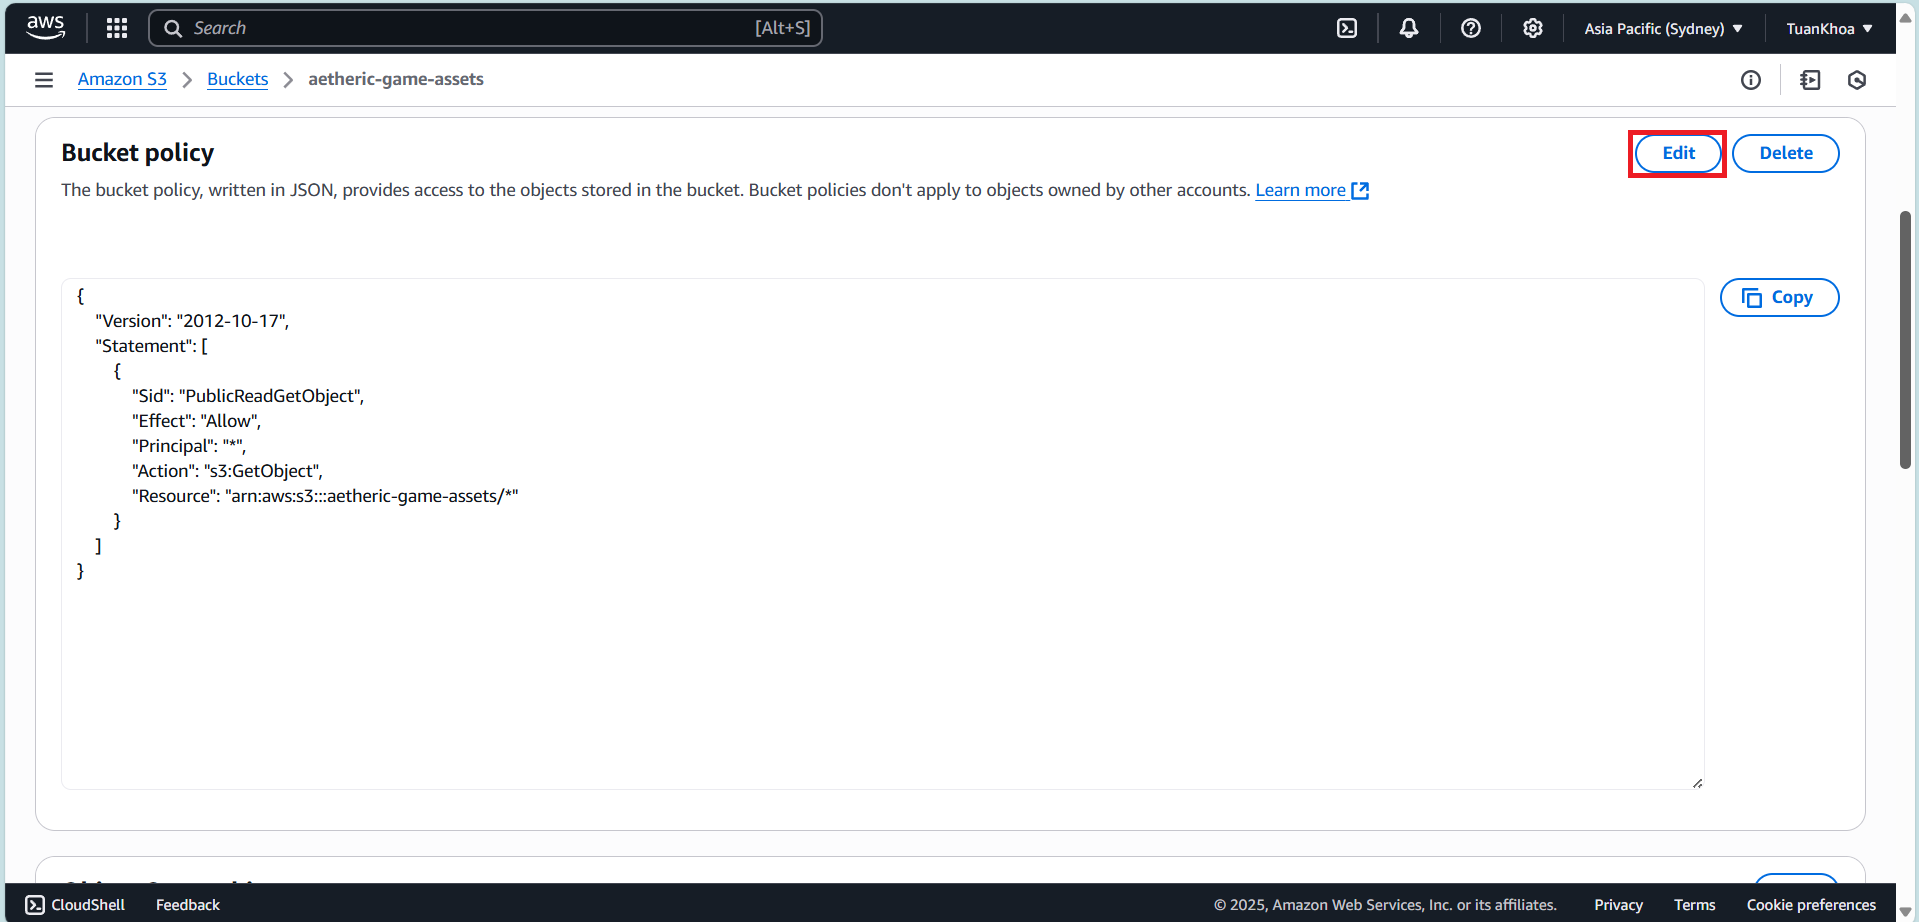 aws
Search [Alt+S]
Asia Pacific (Sydney)
TuanKhoa
Amazon S3 > Buckets > aetheric-game-assets
Bucket policy
Edit
Delete
The bucket policy, written in JSON, provides access to the objects stored in the bucket. Bucket policies don't apply to objects owned by other accounts. Learn more
Copy
{
"Version": "2012-10-17",
"Statement": [
{
"Sid": "PublicReadGetObject",
"Effect": "Allow",
"Principal": "*",
"Action": "s3:GetObject",
"Resource": "arn:aws:s3:::aetheric-game-assets/*"
}
]
}
CloudShell
Feedback
© 2025, Amazon Web Services, Inc. or its affiliates.
Privacy
Terms
Cookie preferences